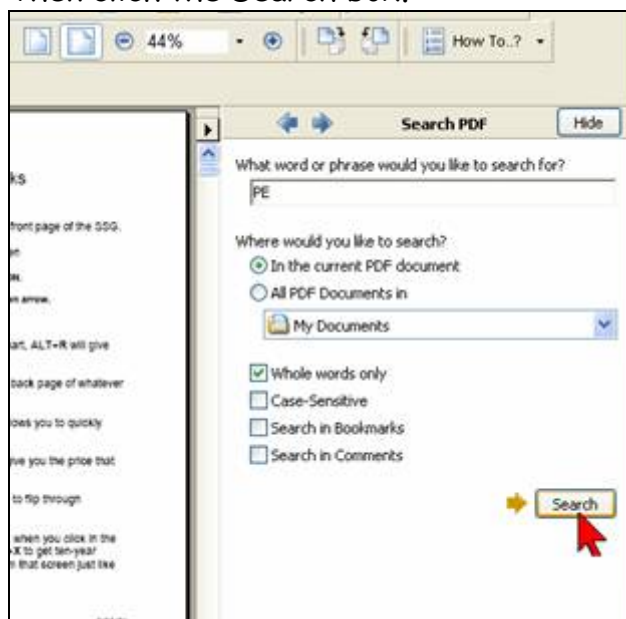 Then click the Search box.
44%
How To..?
Search PDF
Hide
What word or phrase would you like to search for?
PE
Where would you like to search?
In the current PDF document
All PDF Documents in
My Documents
Whole words only
Case-Sensitive
Search in Bookmarks
Search in Comments
Search
ks
front page of the SSG.
n arrow.
art, ALT+R will give
back page of whatever
ows you to quickly
ve you the price that
to flip through
when you click in the
X to get ten-year
that screen just like